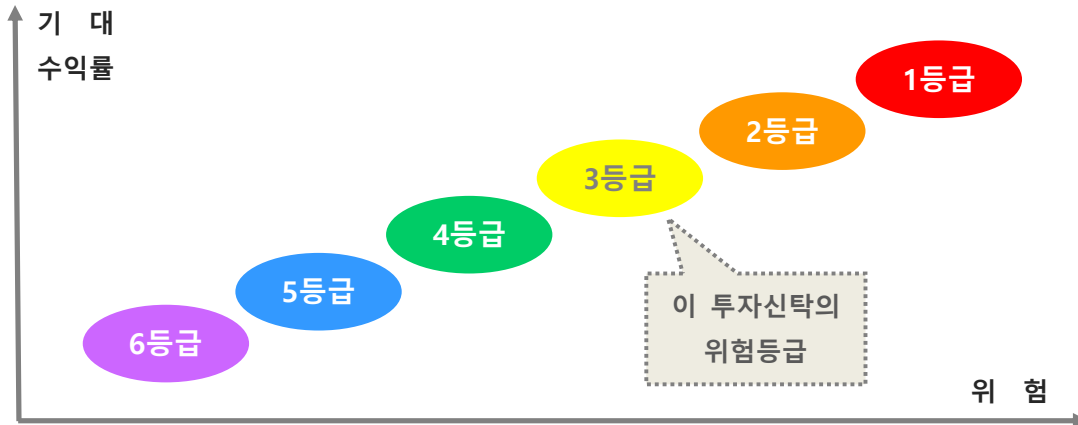 기 대
수익률
1등급
2등급
3등급
4등급
5등급
6등급
이 투자신탁의
위험등급
위 험